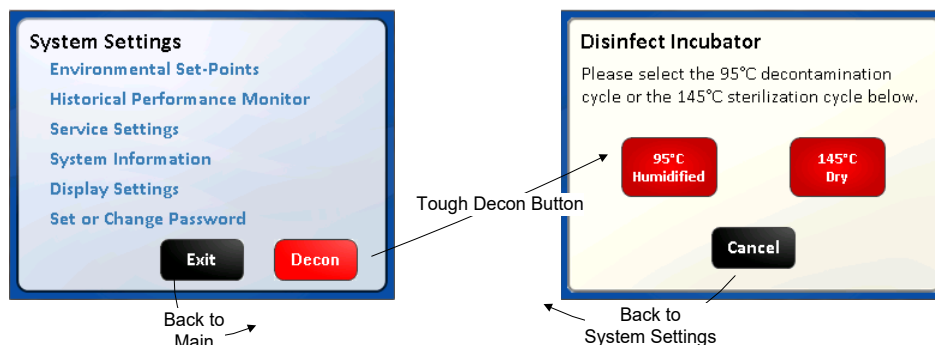 System Settings
Environmental Set-Points
Historical Performance Monitor
Service Settings
System Information
Display Settings
Set or Change Password
Exit
Decon
Back to
Main
Tough Decon Button
Disinfect Incubator
Please select the 95°C decontamination
cycle or the 145°C sterilization cycle below.
95°C
Humidified
145°C
Dry
Cancel
Back to
System Settings